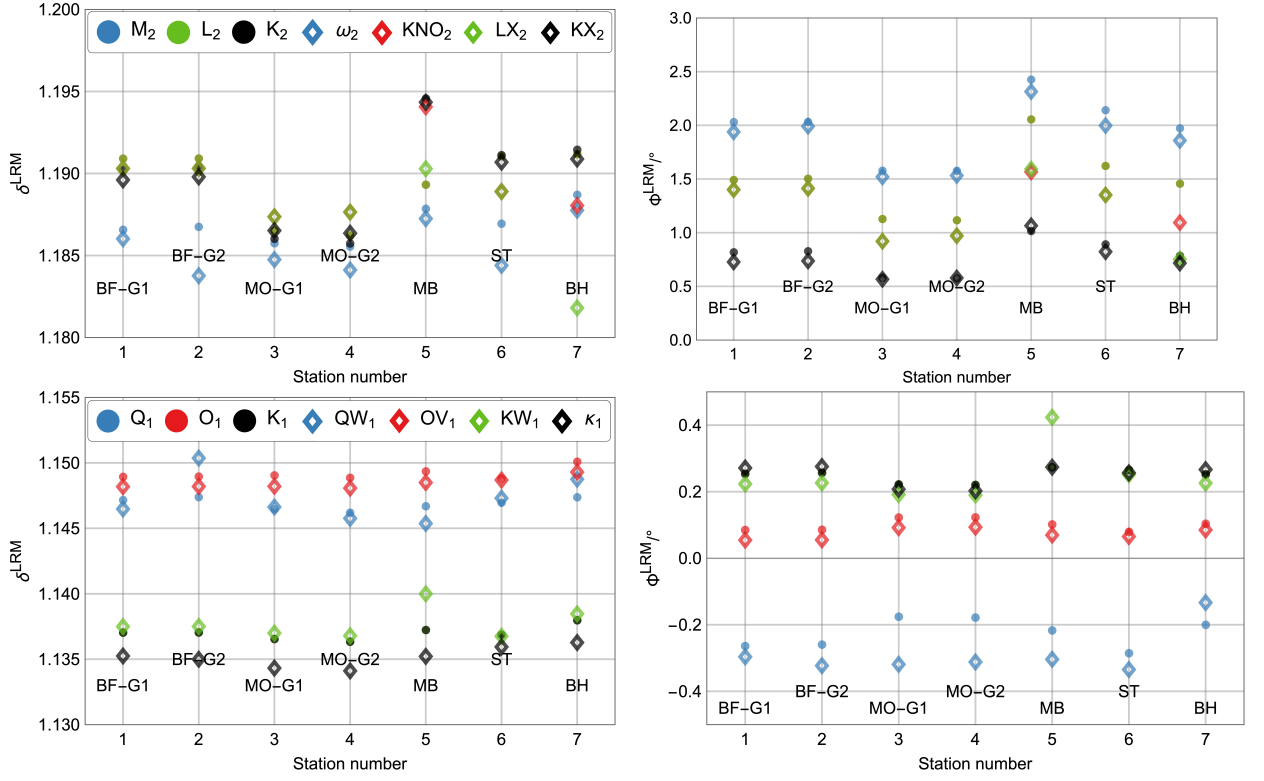 1.200
M₂ L₂ K₂ ω₂ KNO₂ LX₂ KX₂
1.195
1.190
1.185
1.180
δᴸᴿᴹ
BF−G1 BF−G2 MO−G1 MO−G2 MB ST BH
1 2 3 4 5 6 7
Station number
3.0
2.5
2.0
1.5
1.0
0.5
0.0
Φᴸᴿᴹ/°
BF−G1 BF−G2 MO−G1 MO−G2 MB ST BH
1 2 3 4 5 6 7
Station number
1.155
Q₁ O₁ K₁ QW₁ OV₁ KW₁ κ₁
1.150
1.145
1.140
1.135
1.130
δᴸᴿᴹ
BF−G1 BF−G2 MO−G1 MO−G2 MB ST BH
1 2 3 4 5 6 7
Station number
0.4
0.2
0.0
−0.2
−0.4
Φᴸᴿᴹ/°
BF−G1 BF−G2 MO−G1 MO−G2 MB ST BH
1 2 3 4 5 6 7
Station number